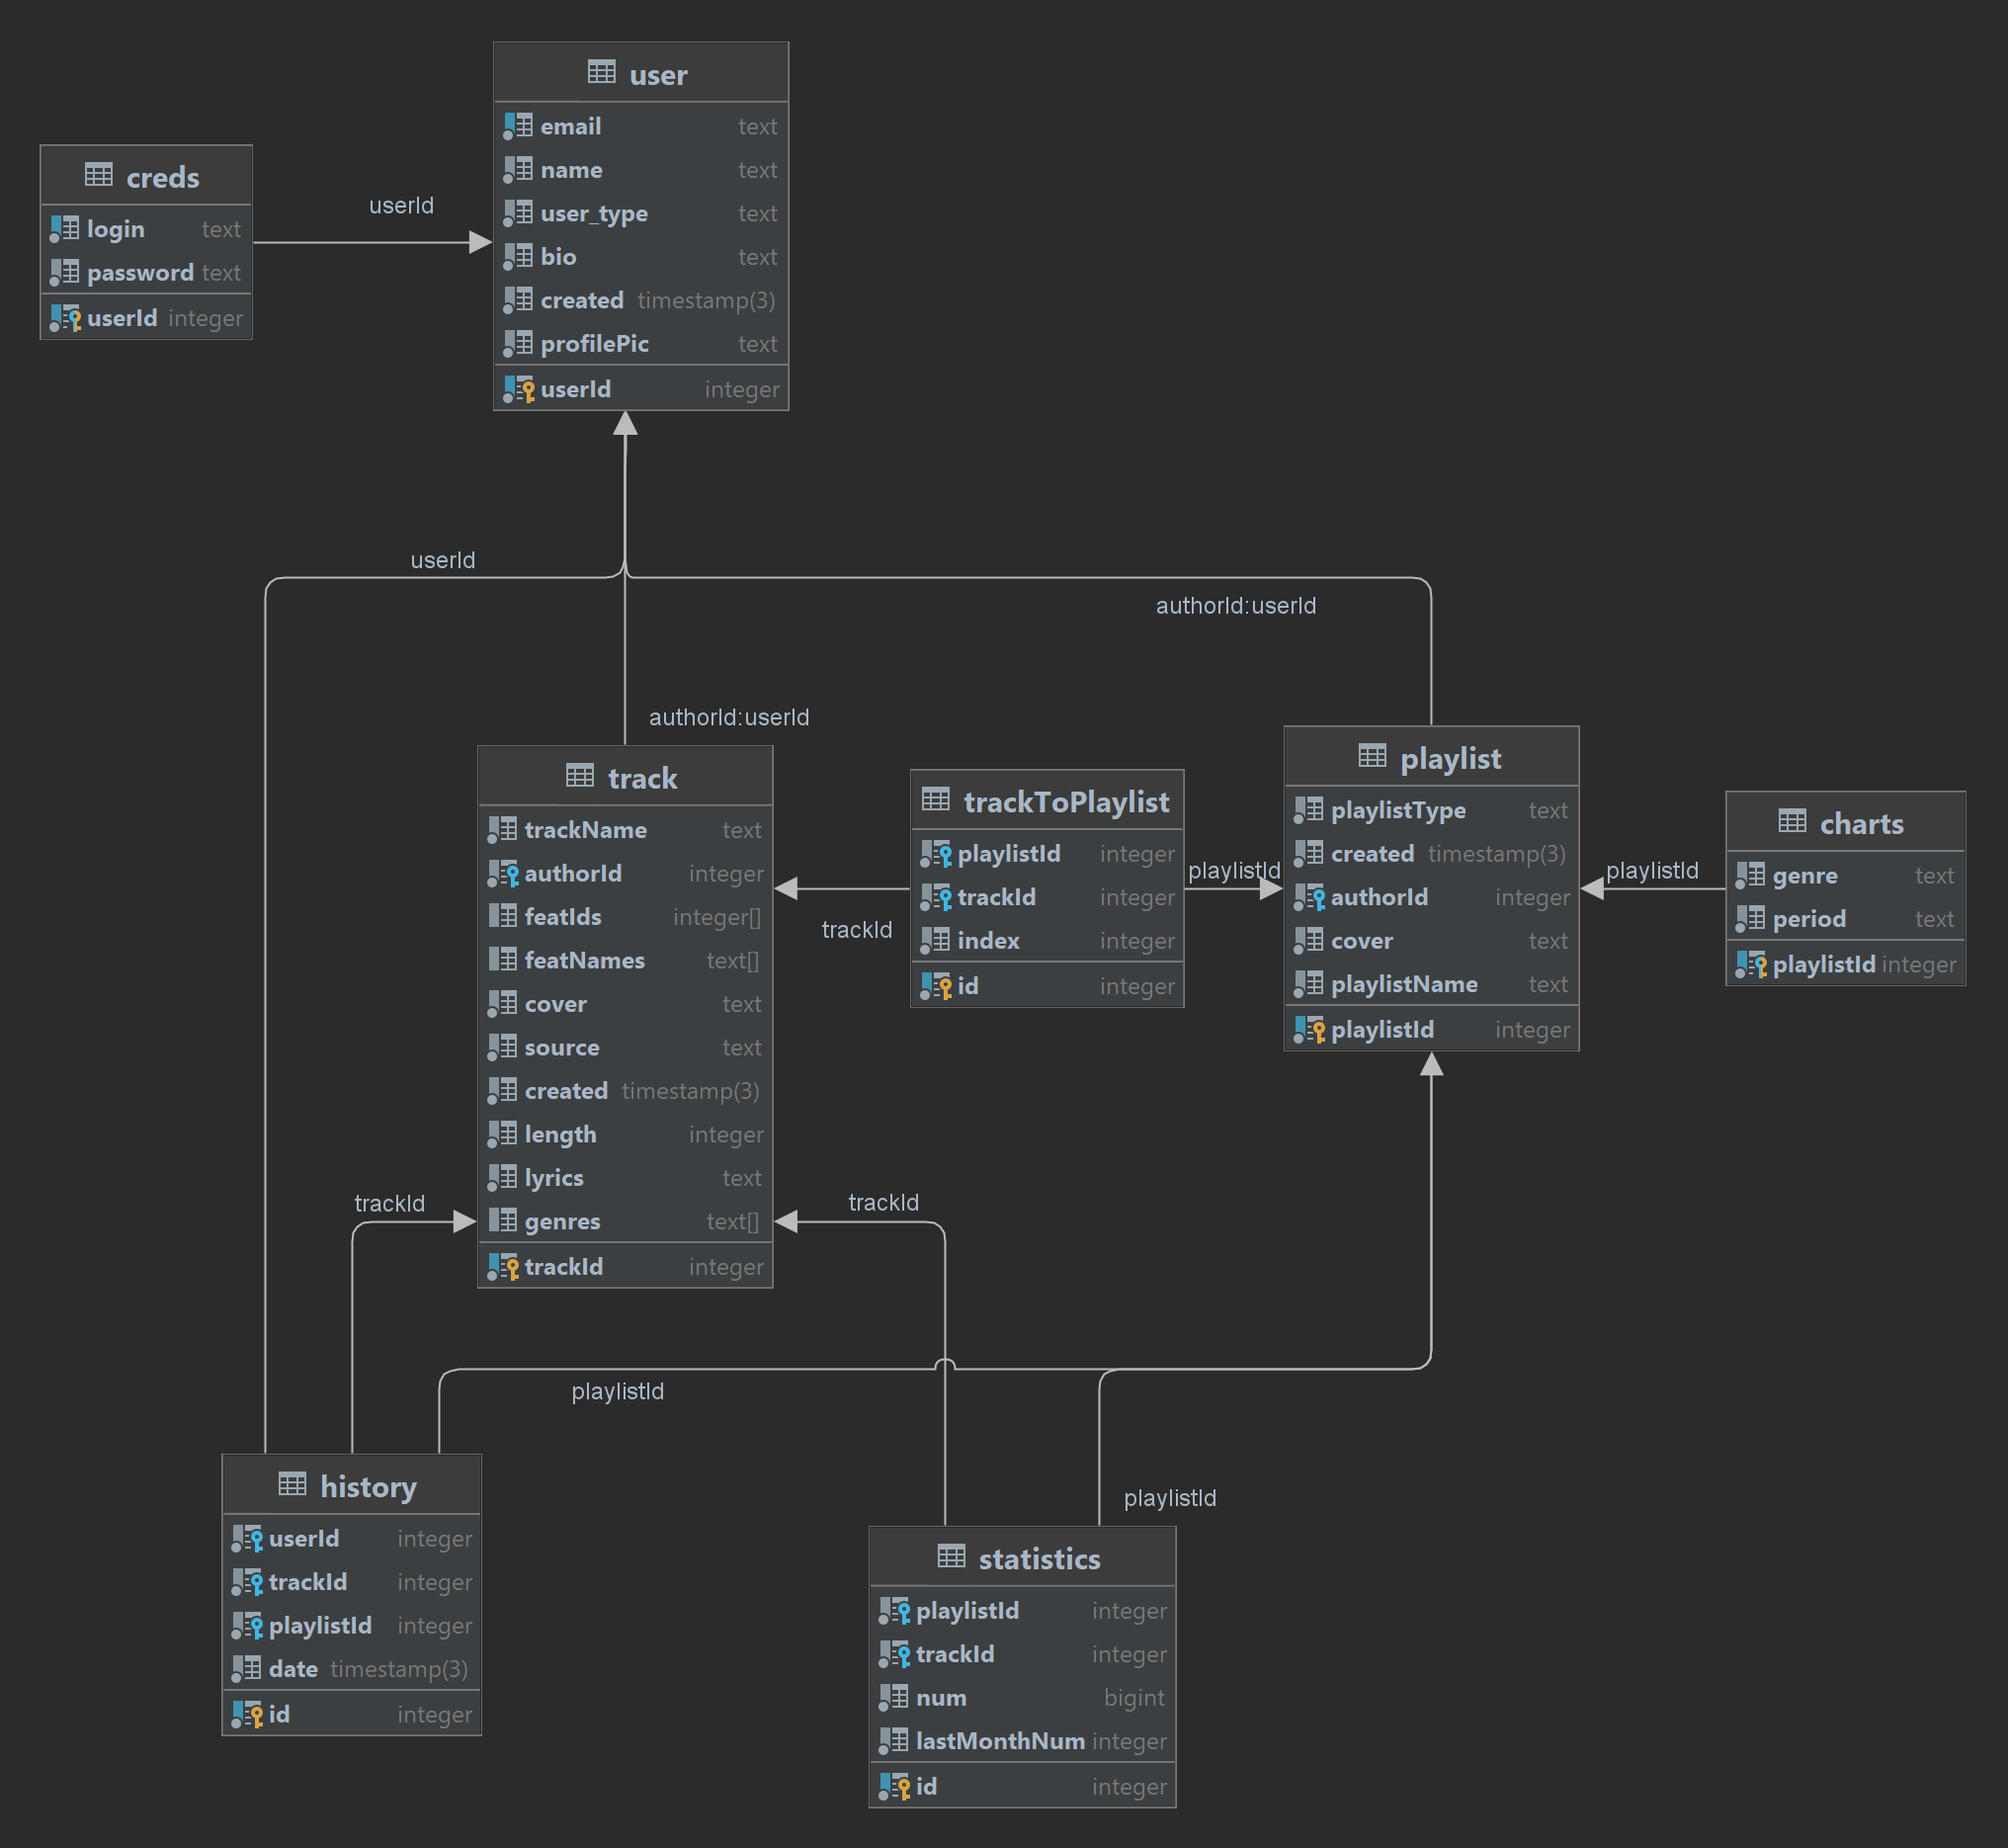 user
email text
name text
user_type text
bio text
created timestamp(3)
profilePic text
userId integer
creds
login text
password text
userId integer
userId
userId
authorId:userId
authorId:userId
track
trackName text
authorId integer
featIds integer[]
featNames text[]
cover text
source text
created timestamp(3)
length integer
lyrics text
genres text[]
trackId integer
trackToPlaylist
playlistId integer
trackId integer
index integer
id integer
trackId
playlistId
playlist
playlistType text
created timestamp(3)
authorId integer
cover text
playlistName text
playlistId integer
playlistId
charts
genre text
period text
playlistId integer
trackId
trackId
playlistId
playlistId
history
userId integer
trackId integer
playlistId integer
date timestamp(3)
id integer
statistics
playlistId integer
trackId integer
num bigint
lastMonthNum integer
id integer